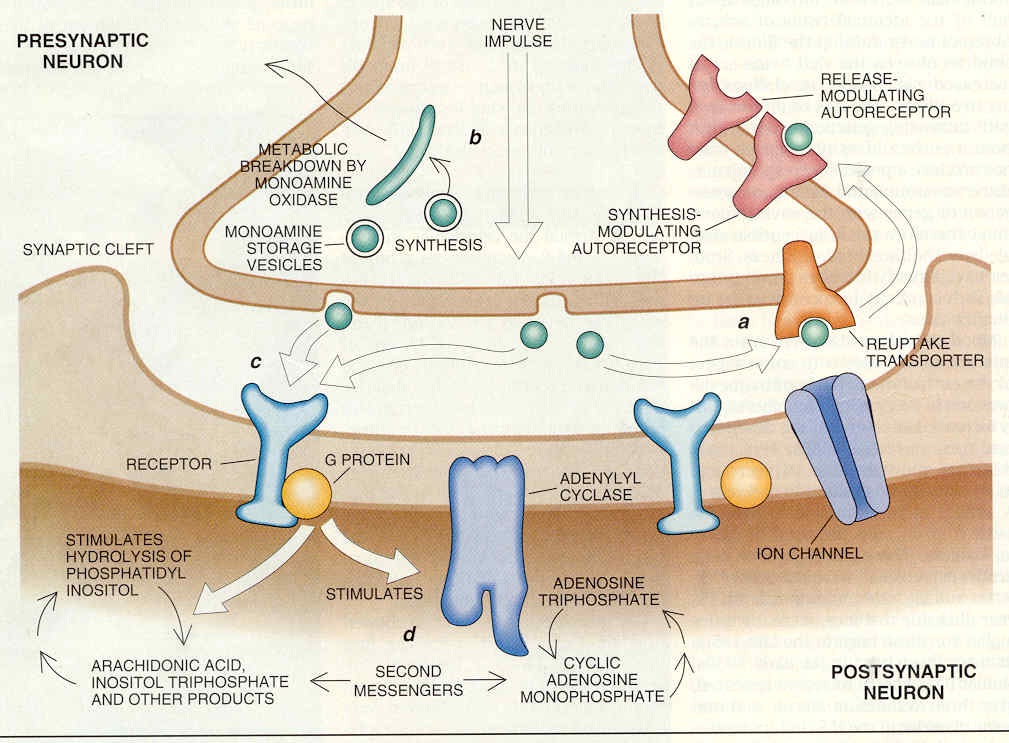 PRESYNAPTIC
NEURON
NERVE
IMPULSE
RELEASE-
MODULATING
AUTORECEPTOR
b
METABOLIC
BREAKDOWN BY
MONOAMINE
OXIDASE
SYNTHESIS-
MODULATING
AUTORECEPTOR
MONOAMINE
STORAGE
VESICLES
SYNTHESIS
SYNAPTIC CLEFT
a
REUPTAKE
TRANSPORTER
c
RECEPTOR
G PROTEIN
ADENYLYL
CYCLASE
ION CHANNEL
STIMULATES
HYDROLYSIS OF
PHOSPHATIDYL
INOSITOL
STIMULATES
ADENOSINE
TRIPHOSPHATE
d
ARACHIDONIC ACID,
INOSITOL TRIPHOSPHATE
AND OTHER PRODUCTS
SECOND
MESSENGERS
CYCLIC
ADENOSINE
MONOPHOSPHATE
POSTSYNAPTIC
NEURON